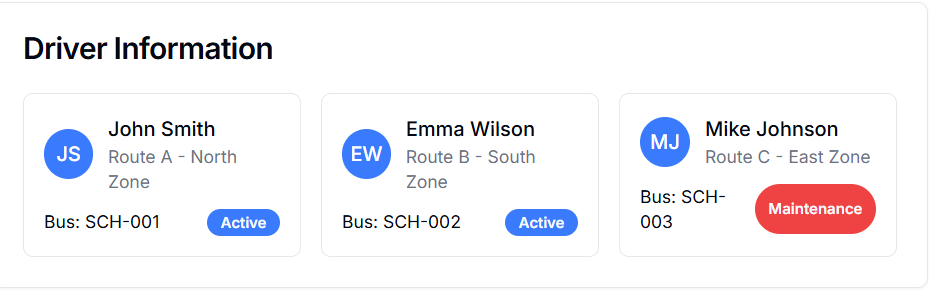 Driver Information
JS
John Smith
Route A - North
Zone
Bus: SCH-001
Active
EW
Emma Wilson
Route B - South
Zone
Bus: SCH-002
Active
MJ
Mike Johnson
Route C - East Zone
Bus: SCH-
003
Maintenance